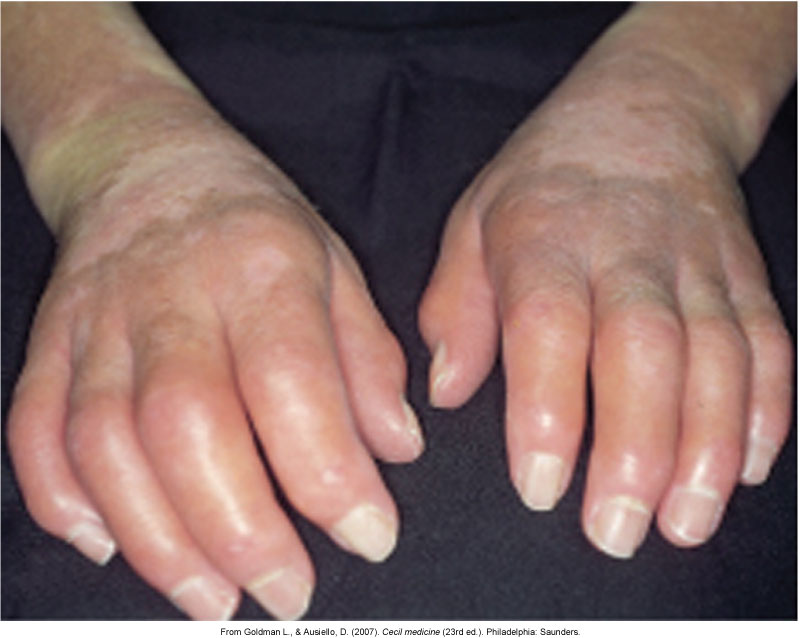 From Goldman L., & Ausiello, D. (2007). Cecil medicine (23rd ed.). Philadelphia: Saunders.